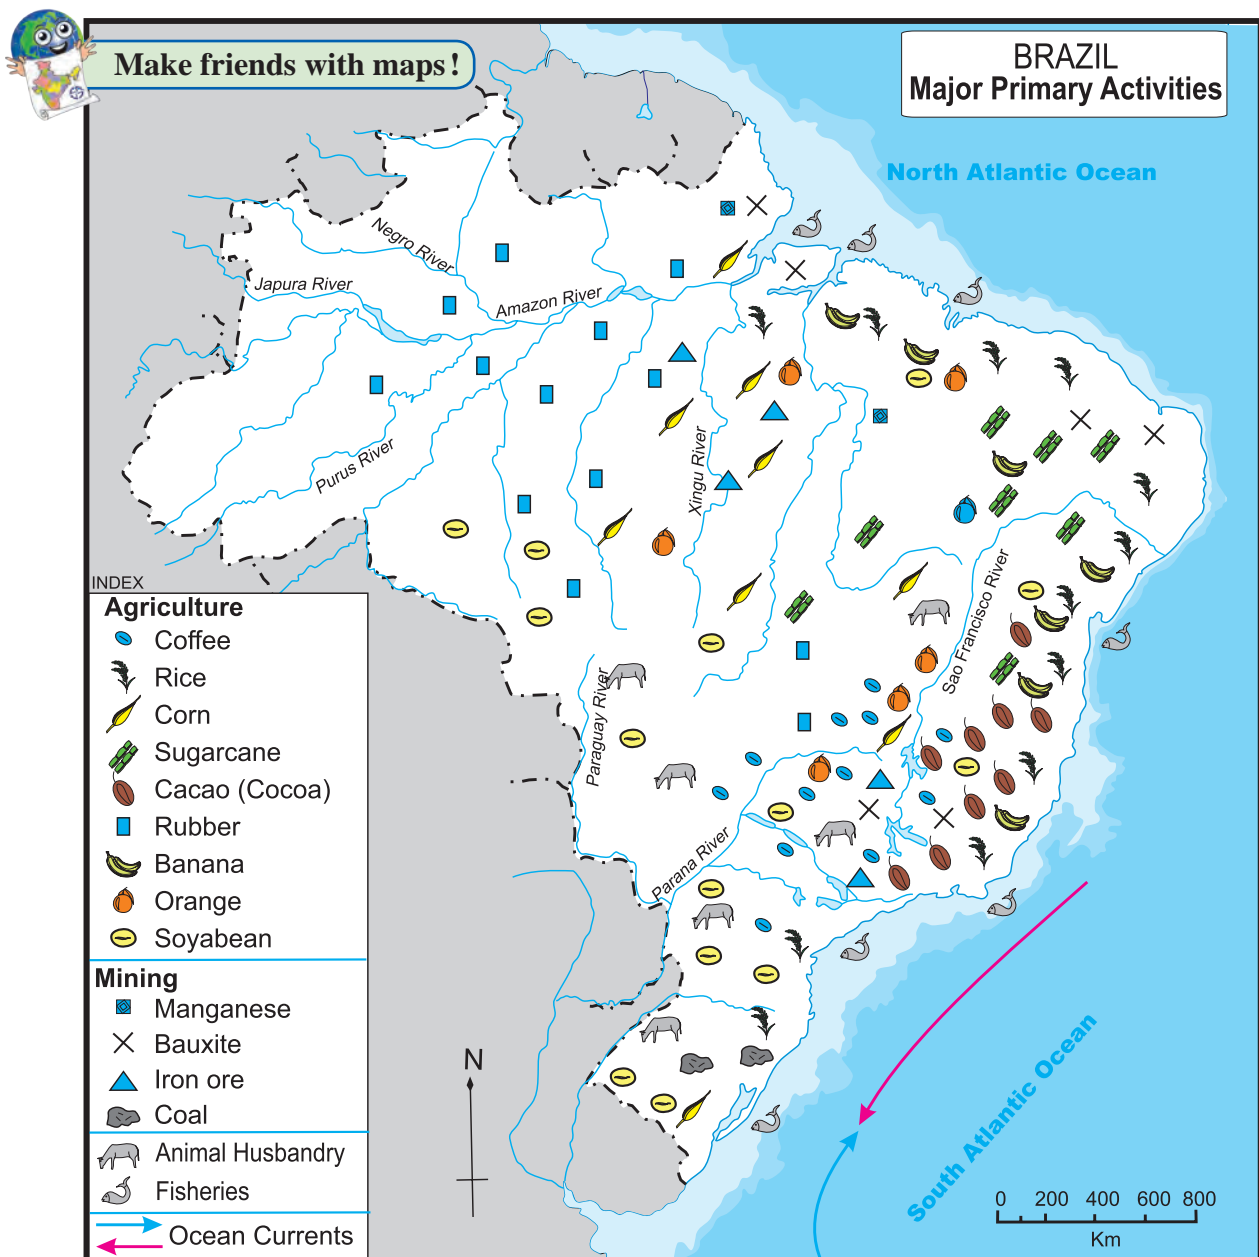 Make friends with maps!
BRAZIL
Major Primary Activities
North Atlantic Ocean
Negro River
Japura River
Amazon River
Purus River
Xingu River
Sao Francisco River
Paraguay River
Parana River
South Atlantic Ocean
INDEX
Agriculture
Coffee
Rice
Corn
Sugarcane
Cacao (Cocoa)
Rubber
Banana
Orange
Soyabean
Mining
Manganese
Bauxite
Iron ore
Coal
Animal Husbandry
Fisheries
Ocean Currents
N
0 200 400 600 800
Km